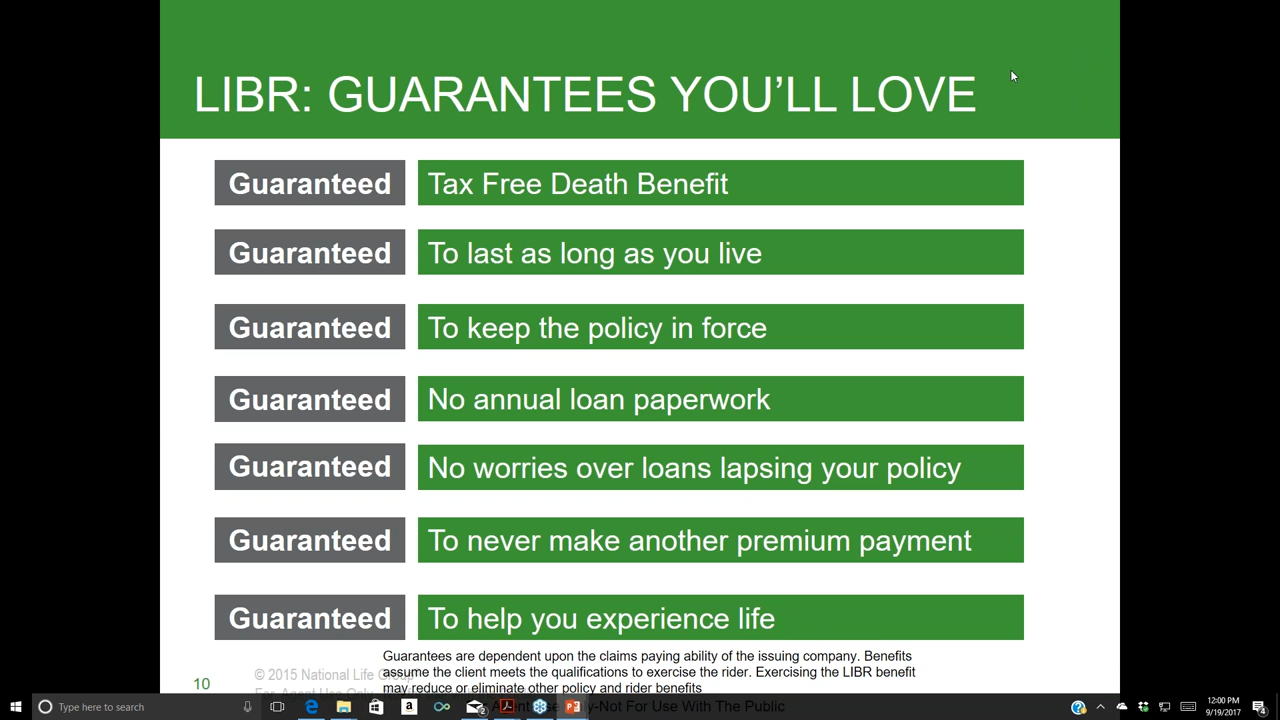 LIBR: GUARANTEES YOU'LL LOVE
Guaranteed Tax Free Death Benefit
Guaranteed To last as long as you live
Guaranteed To keep the policy in force
Guaranteed No annual loan paperwork
Guaranteed No worries over loans lapsing your policy
Guaranteed To never make another premium payment
Guaranteed To help you experience life
Guarantees are dependent upon the claims paying ability of the issuing company. Benefits
assume the client meets the qualifications to exercise the rider. Exercising the LIBR benefit
may reduce or eliminate other policy and rider benefits
© 2015 National Life Group
For Agent Use Only
10
Not For Use With The Public
Type here to search
12:00 PM
9/19/2017